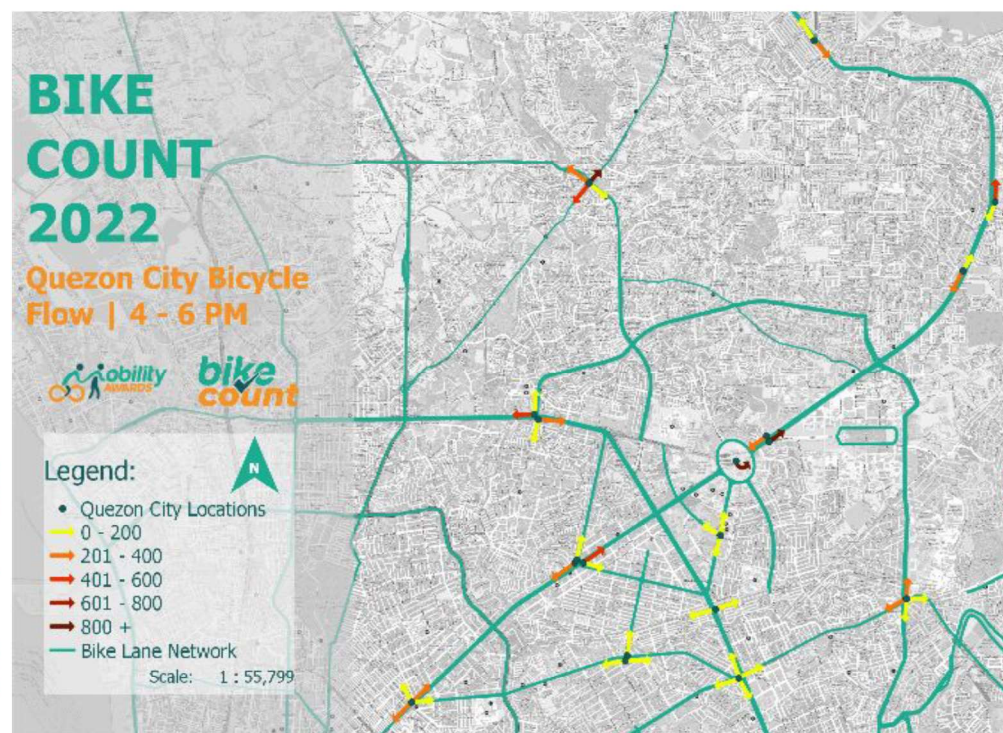 BIKE
COUNT
2022
Quezon City Bicycle
Flow | 4 - 6 PM
Mobility
AWARDS
bike
count
N
Legend:
Quezon City Locations
0 - 200
201 - 400
401 - 600
601 - 800
800 +
Bike Lane Network
Scale: 1 : 55,799